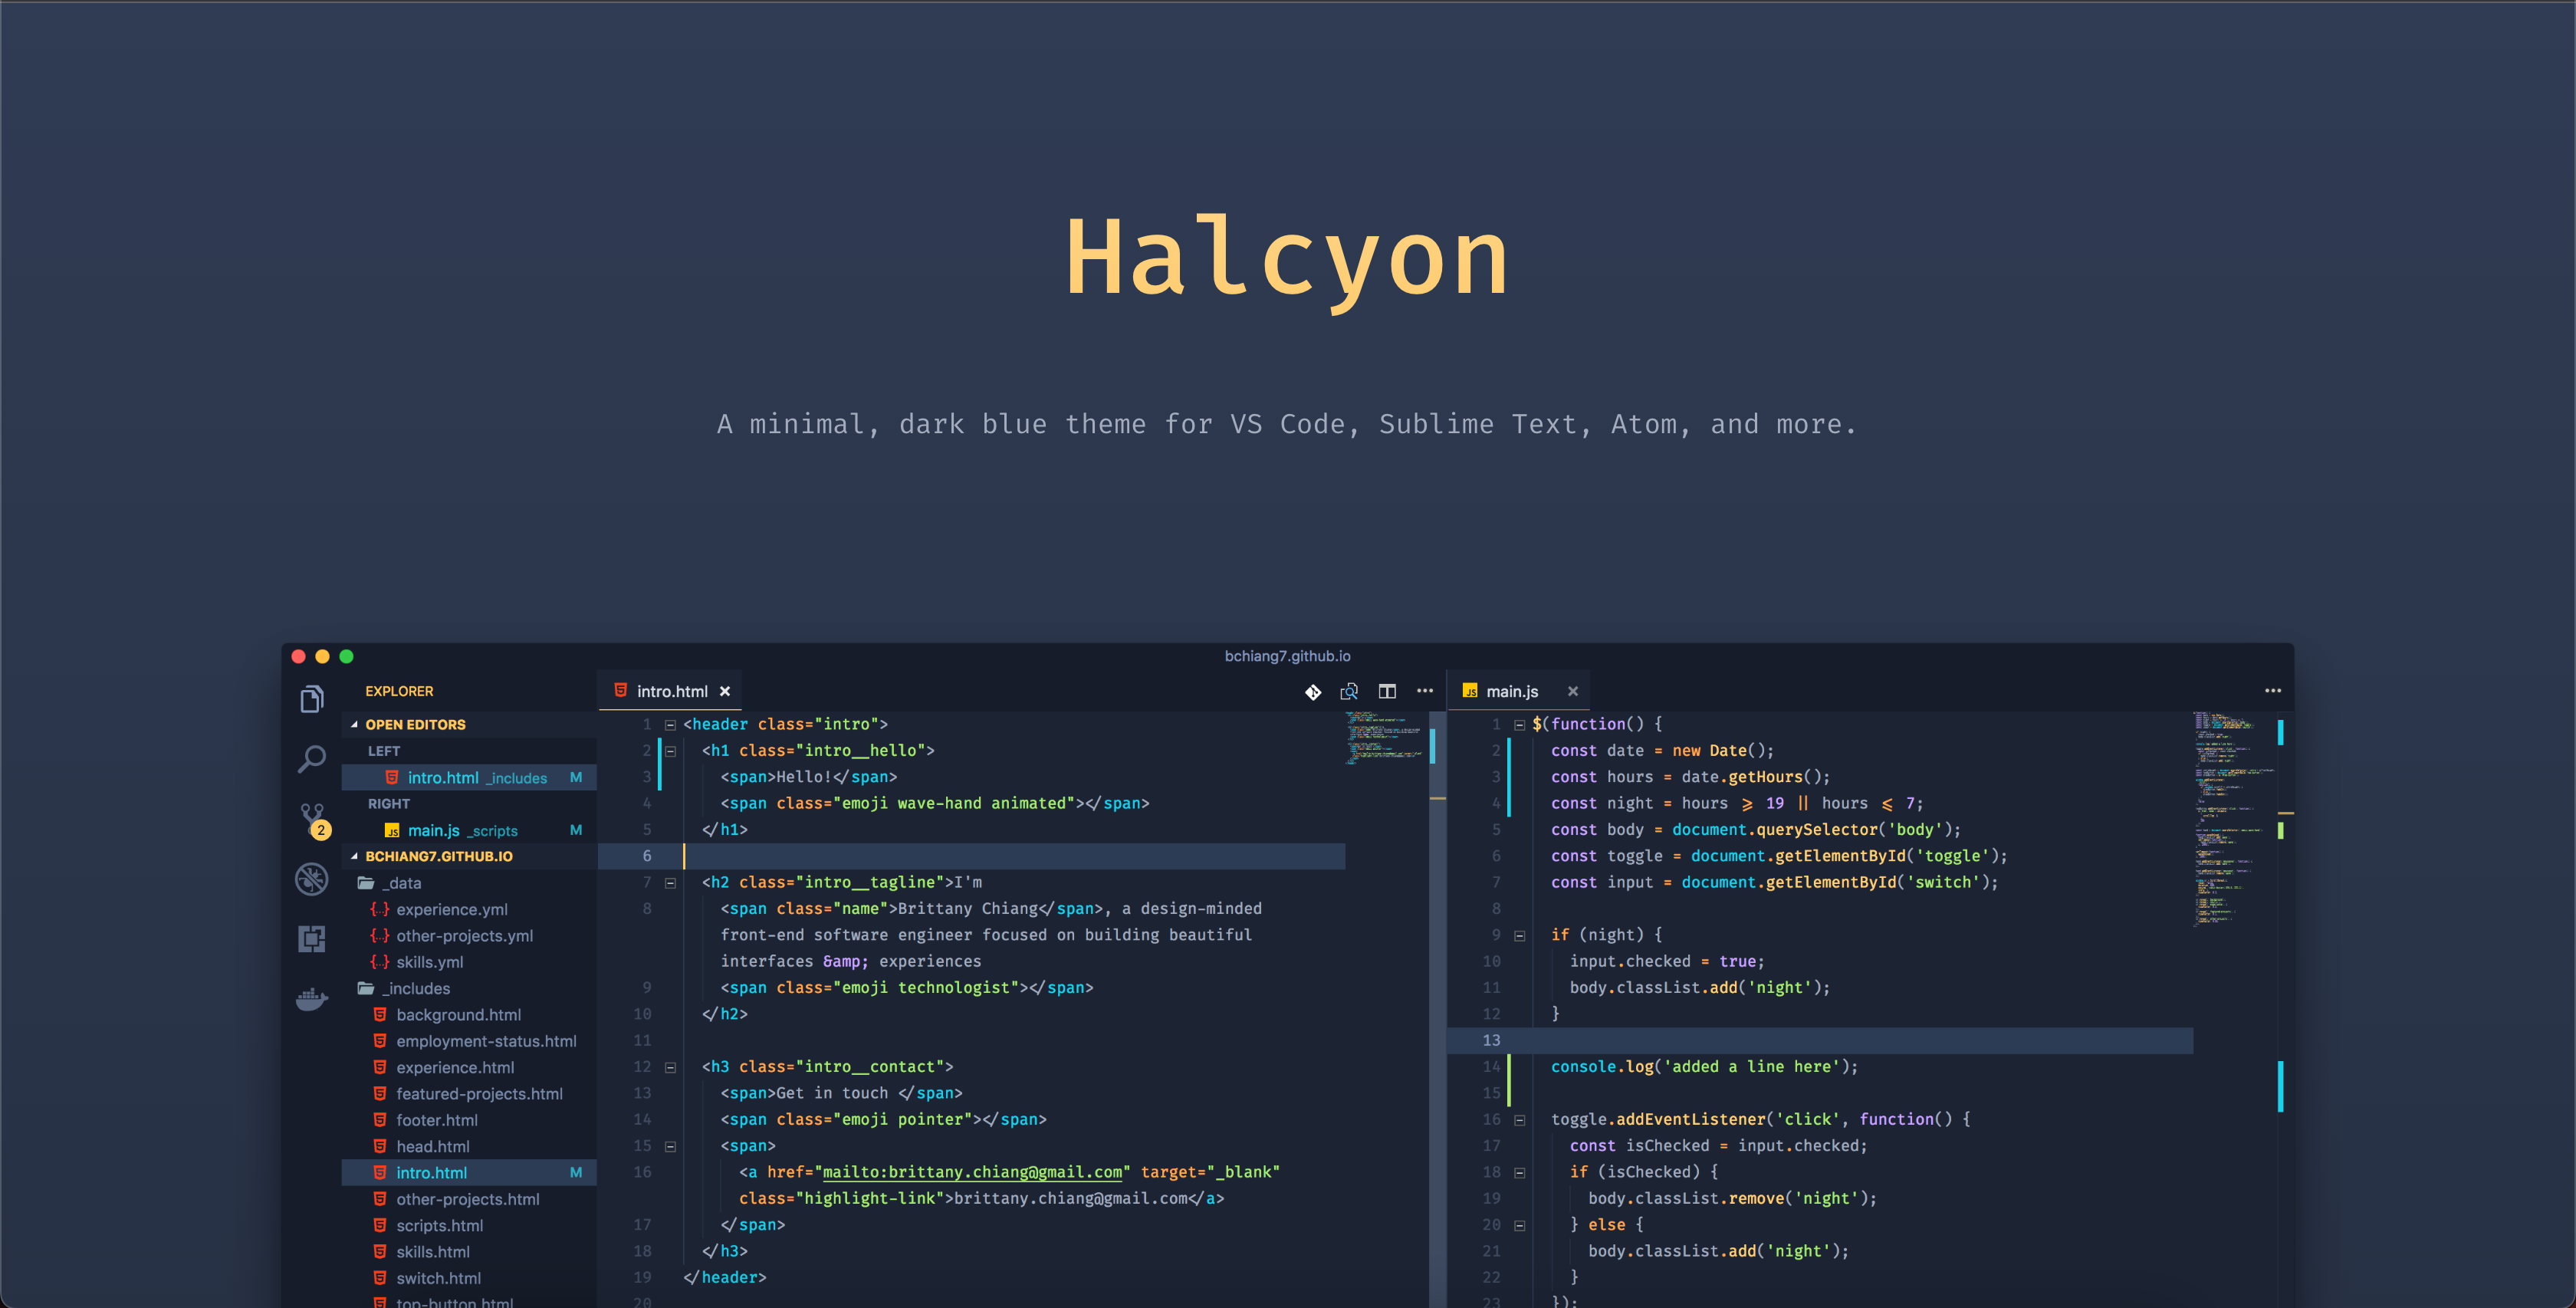 Halcyon
A minimal, dark blue theme for VS Code, Sublime Text, Atom, and more.
bchiang7.github.io
EXPLORER
OPEN EDITORS
LEFT
intro.html _includes M
RIGHT
JS main.js _scripts M
2
BCHIANG7.GITHUB.IO
_data
{..} experience.yml
{..} other-projects.yml
{..} skills.yml
_includes
background.html
employment-status.html
experience.html
featured-projects.html
footer.html
head.html
intro.html M
other-projects.html
scripts.html
skills.html
switch.html
top-button.html
intro.html ×
1 <header class="intro">
2 <h1 class="intro__hello">
3 <span>Hello!</span>
4 <span class="emoji wave-hand animated"></span>
5 </h1>
6
7 <h2 class="intro__tagline">I'm
8 <span class="name">Brittany Chiang</span>, a design-minded
front-end software engineer focused on building beautiful
interfaces &amp; experiences
9 <span class="emoji technologist"></span>
10 </h2>
11
12 <h3 class="intro__contact">
13 <span>Get in touch </span>
14 <span class="emoji pointer"></span>
15 <span>
16 <a href="mailto:brittany.chiang@gmail.com" target="_blank"
class="highlight-link">brittany.chiang@gmail.com</a>
17 </span>
18 </h3>
19 </header>
20
JS main.js ×
1 $(function() {
2 const date = new Date();
3 const hours = date.getHours();
4 const night = hours ⩾ 19 || hours ⩽ 7;
5 const body = document.querySelector('body');
6 const toggle = document.getElementById('toggle');
7 const input = document.getElementById('switch');
8
9 if (night) {
10 input.checked = true;
11 body.classList.add('night');
12 }
13
14 console.log('added a line here');
15
16 toggle.addEventListener('click', function() {
17 const isChecked = input.checked;
18 if (isChecked) {
19 body.classList.remove('night');
20 } else {
21 body.classList.add('night');
22 }
23 });